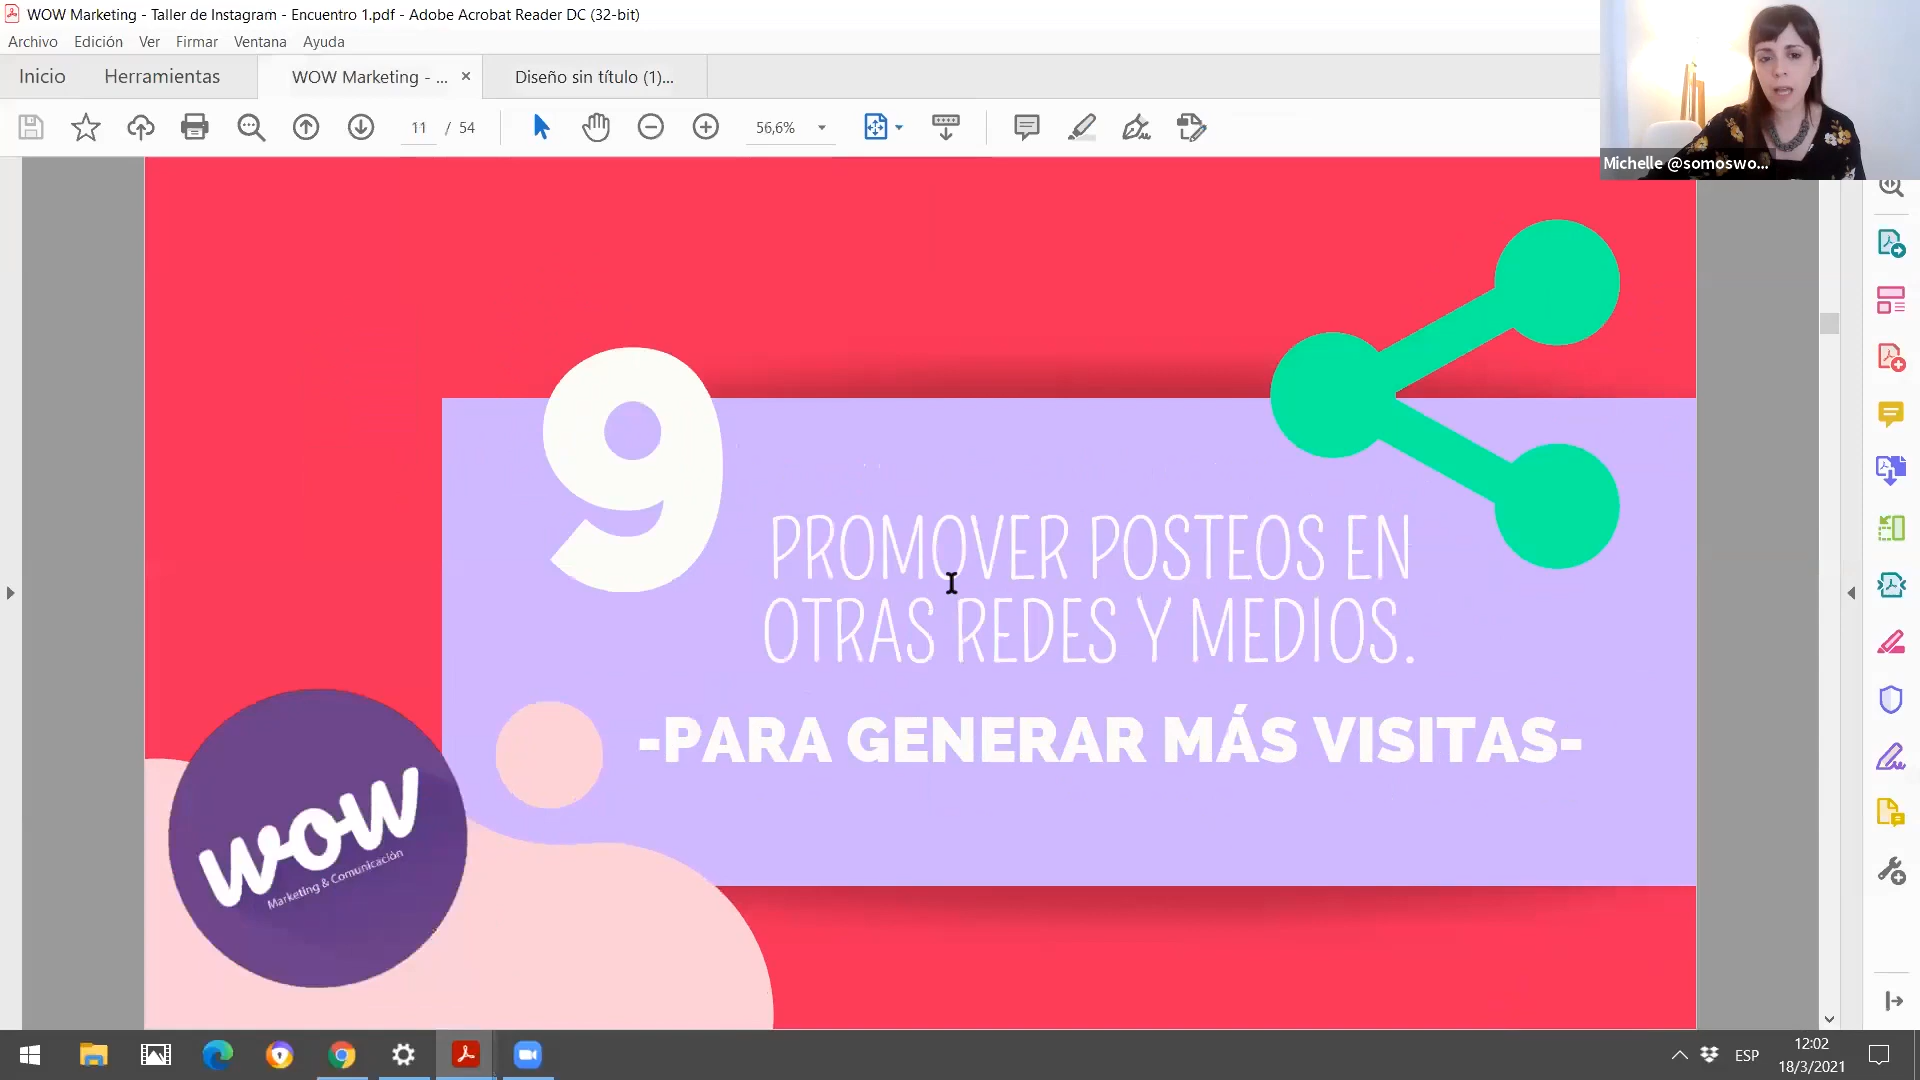 WOW Marketing - Taller de Instagram - Encuentro 1.pdf - Adobe Acrobat Reader DC (32-bit)
Archivo Edición Ver Firmar Ventana Ayuda
Inicio Herramientas WOW Marketing - ... × Diseño sin título (1)...
11 / 54 56,6%
Michelle @somoswo...
9
PROMOVER POSTEOS EN
OTRAS REDES Y MEDIOS.
-PARA GENERAR MÁS VISITAS-
wow
Marketing & Comunicación
ESP
12:02
18/3/2021